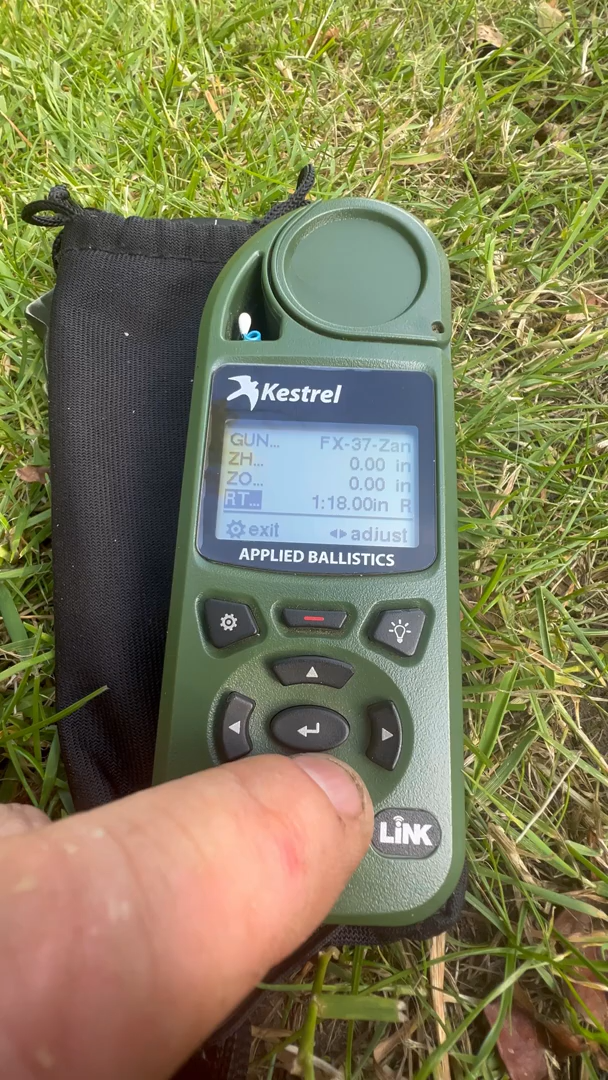 Kestrel
GUN... FX-37-Zan
ZH... 0.00 in
ZO... 0.00 in
RT... 1:18.00in R
exit adjust
APPLIED BALLISTICS
LiNK